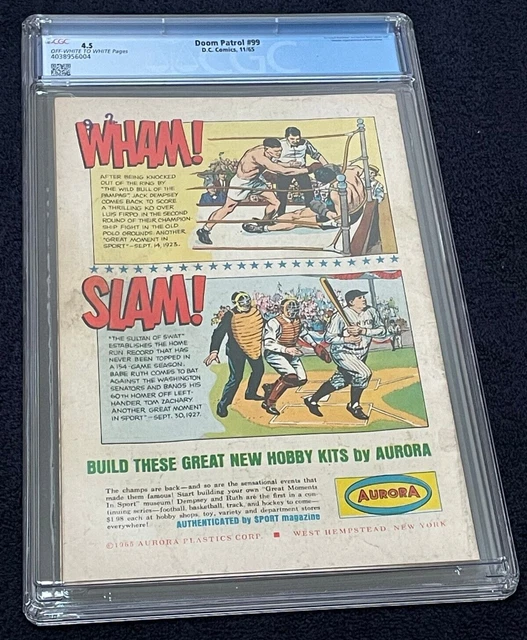 CGC
4.5
OFF-WHITE TO WHITE Pages
4038956004
Doom Patrol #99
D.C. Comics, 11/65
CGC
9 2
WHAM!
AFTER BEING KNOCKED
OUT OF THE RING BY
"THE WILD BULL OF THE
PAMPAS" JACK DEMPSEY
COMES BACK TO SCORE
A THRILLING KO OVER
LUIS FIRPO IN THE SECOND
ROUND OF THEIR CHAMPION-
SHIP FIGHT IN THE OLD
POLO GROUNDS. ANOTHER
"GREAT MOMENT IN
SPORT"—SEPT. 14, 1923.
SLAM!
"THE SULTAN OF SWAT"
ESTABLISHES THE HOME
RUN RECORD THAT HAS
NEVER BEEN TOPPED IN
A 154-GAME SEASON.
BABE RUTH COMES TO BAT
AGAINST THE WASHINGTON
SENATORS AND BANGS HIS
60TH HOMER OFF LEFT-
HANDER TOM ZACHARY
ANOTHER GREAT MOMENT
IN SPORT"—SEPT. 30, 1927.
BUILD THESE GREAT NEW HOBBY KITS by AURORA
The champs are back—and so are the sensational events that
made them famous! Start building your own "Great Moments
In Sport" museum! Dempsey and Ruth are the first in a con-
tinuing series—football, basketball, track, and hockey to come—
$1.98 each at hobby shops, toy, variety and department stores
everywhere!
AUTHENTICATED by SPORT magazine
AURORA
©1965 AURORA PLASTICS CORP. ■ WEST HEMPSTEAD, NEW YORK